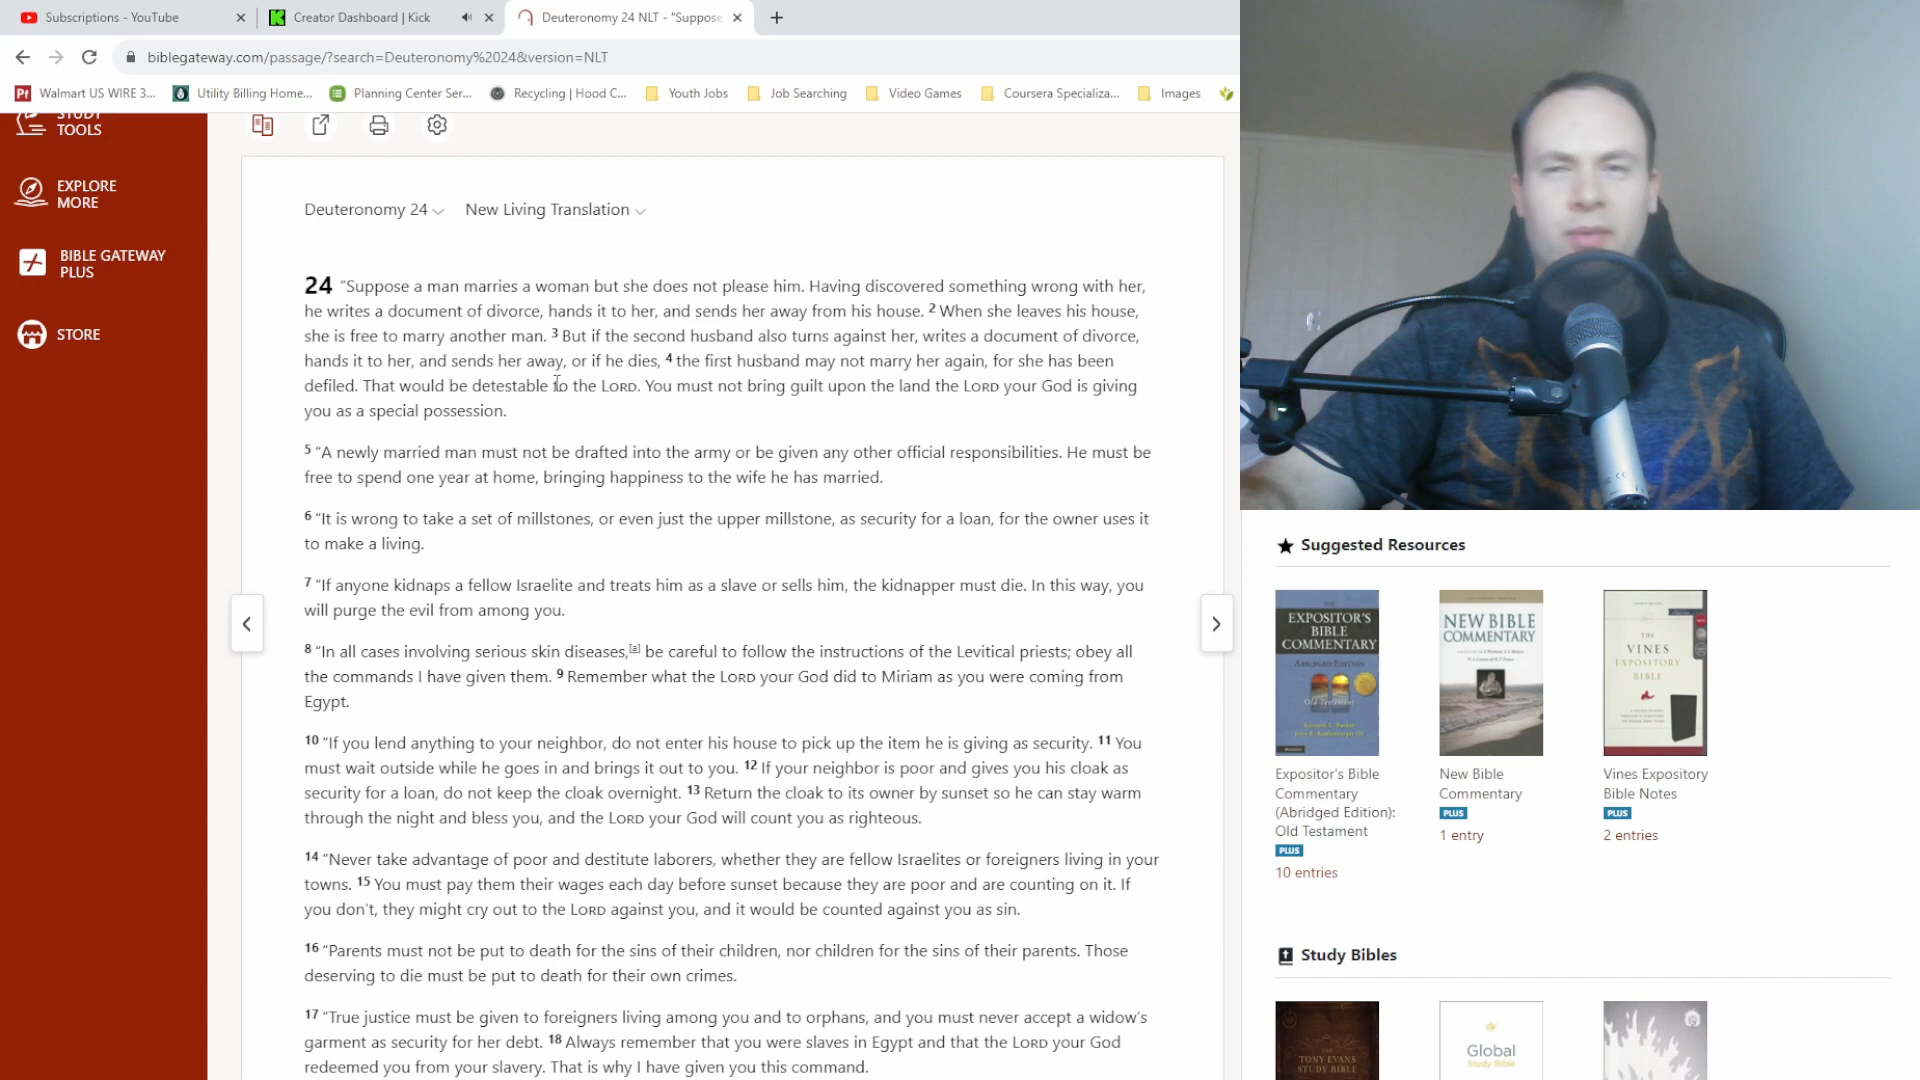 Subscriptions - YouTube
Creator Dashboard | Kick
Deuteronomy 24 NLT - “Suppose
biblegateway.com/passage/?search=Deuteronomy%2024&version=NLT
Walmart US WIRE 3...
Utility Billing Home...
Planning Center Ser...
Recycling | Hood C...
Youth Jobs
Job Searching
Video Games
Coursera Specializa...
Images
STUDY
TOOLS
EXPLORE
MORE
BIBLE GATEWAY
PLUS
STORE
Deuteronomy 24 New Living Translation
24 “Suppose a man marries a woman but she does not please him. Having discovered something wrong with her,
he writes a document of divorce, hands it to her, and sends her away from his house. 2 When she leaves his house,
she is free to marry another man. 3 But if the second husband also turns against her, writes a document of divorce,
hands it to her, and sends her away, or if he dies, 4 the first husband may not marry her again, for she has been
defiled. That would be detestable to the LORD. You must not bring guilt upon the land the LORD your God is giving
you as a special possession.
5 “A newly married man must not be drafted into the army or be given any other official responsibilities. He must be
free to spend one year at home, bringing happiness to the wife he has married.
6 “It is wrong to take a set of millstones, or even just the upper millstone, as security for a loan, for the owner uses it
to make a living.
7 “If anyone kidnaps a fellow Israelite and treats him as a slave or sells him, the kidnapper must die. In this way, you
will purge the evil from among you.
8 “In all cases involving serious skin diseases,[a] be careful to follow the instructions of the Levitical priests; obey all
the commands I have given them. 9 Remember what the LORD your God did to Miriam as you were coming from
Egypt.
10 “If you lend anything to your neighbor, do not enter his house to pick up the item he is giving as security. 11 You
must wait outside while he goes in and brings it out to you. 12 If your neighbor is poor and gives you his cloak as
security for a loan, do not keep the cloak overnight. 13 Return the cloak to its owner by sunset so he can stay warm
through the night and bless you, and the LORD your God will count you as righteous.
14 “Never take advantage of poor and destitute laborers, whether they are fellow Israelites or foreigners living in your
towns. 15 You must pay them their wages each day before sunset because they are poor and are counting on it. If
you don’t, they might cry out to the LORD against you, and it would be counted against you as sin.
16 “Parents must not be put to death for the sins of their children, nor children for the sins of their parents. Those
deserving to die must be put to death for their own crimes.
17 “True justice must be given to foreigners living among you and to orphans, and you must never accept a widow’s
garment as security for her debt. 18 Always remember that you were slaves in Egypt and that the LORD your God
redeemed you from your slavery. That is why I have given you this command.
Suggested Resources
THE
EXPOSITOR'S
BIBLE
COMMENTARY
ABRIDGED EDITION
Old Testament
NEW BIBLE
COMMENTARY
THE
VINES
EXPOSITORY
BIBLE
Expositor's Bible
Commentary
(Abridged Edition):
Old Testament
PLUS
10 entries
New Bible
Commentary
PLUS
1 entry
Vines Expository
Bible Notes
PLUS
2 entries
Study Bibles
THE
TONY EVANS
STUDY BIBLE
Global
Study Bible